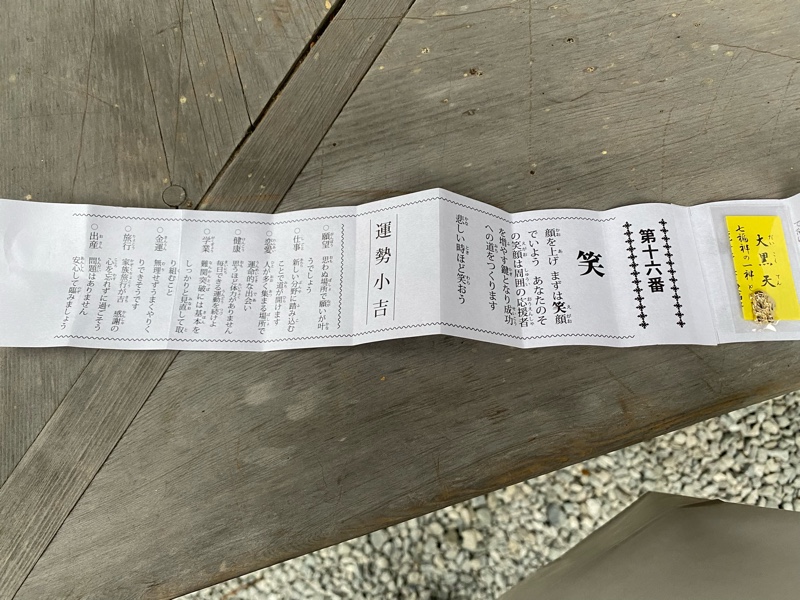 大黒天
だいこくてん
七福神の一神
第十六番
笑
顔を上げ まずは笑顔
でいよう あなたのそ
の笑顔は周囲の応援者
を増やす鍵となり成功
への道をつくります
悲しい時ほど笑おう
運勢 小吉
○願望 思わぬ場所で願いが叶
うでしょう
○仕事 新しい分野に踏み込む
ことで道が開けます
○恋愛 人が多く集まる場所で
運命的な出会い
○健康 思うほど体力がありません
毎日できる運動を続けよ
○学業 難関突破には基本を
しっかりと見直して取
り組むこと
○金運 無理せずうまくやりく
りできそうです
○旅行 家族旅行が吉 感謝の
心を忘れずに過ごそう
○出産 問題はありません
安心して臨みましょう